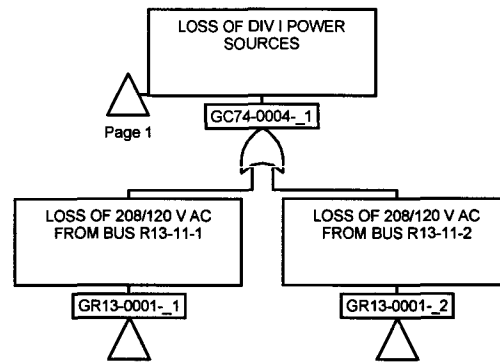 LOSS OF DIV I POWER
SOURCES
Page 1
GC74-0004-_1
LOSS OF 208/120 V AC
FROM BUS R13-11-1
LOSS OF 208/120 V AC
FROM BUS R13-11-2
GR13-0001-_1
GR13-0001-_2